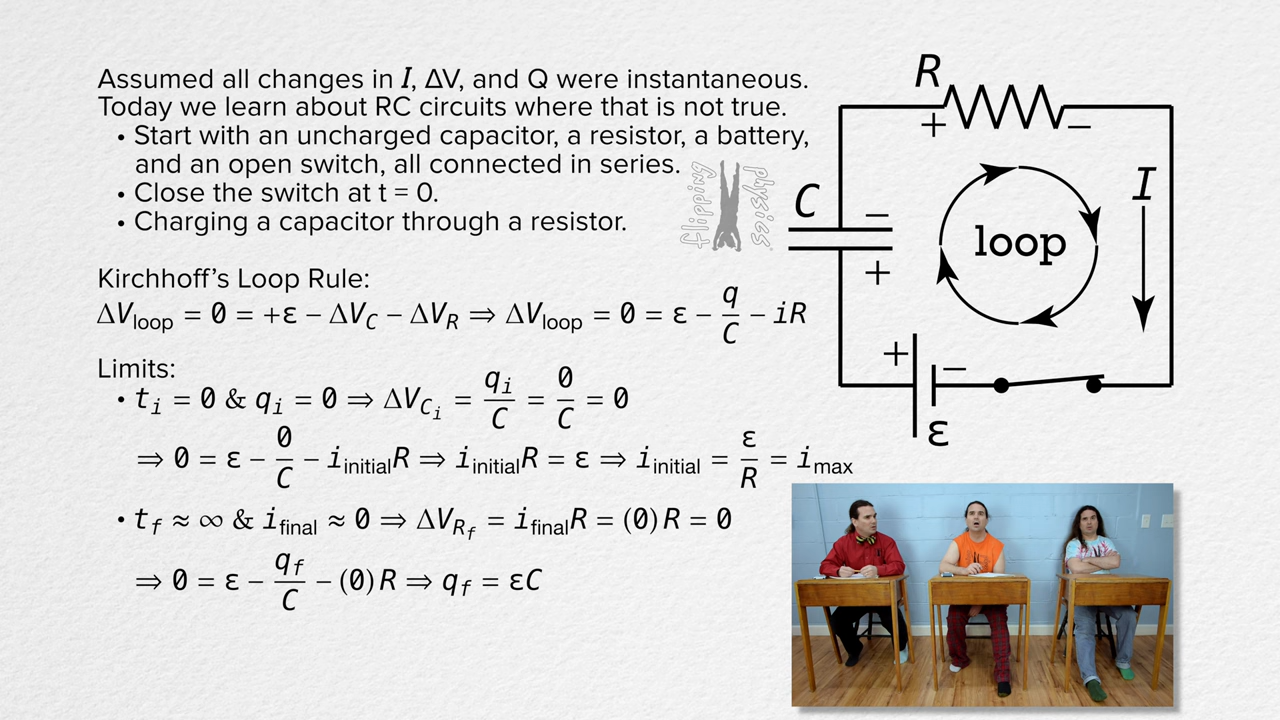 Assumed all changes in I, ΔV, and Q were instantaneous.
Today we learn about RC circuits where that is not true.
• Start with an uncharged capacitor, a resistor, a battery,
and an open switch, all connected in series.
• Close the switch at t = 0.
• Charging a capacitor through a resistor.
flipping physics
Kirchhoff's Loop Rule:
ΔV_loop = 0 = +ε − ΔV_C − ΔV_R ⇒ ΔV_loop = 0 = ε − q/C − iR
Limits:
• t_i = 0 & q_i = 0 ⇒ ΔV_C_i = q_i/C = 0/C = 0
⇒ 0 = ε − 0/C − i_initial R ⇒ i_initial R = ε ⇒ i_initial = ε/R = i_max
• t_f ≈ ∞ & i_final ≈ 0 ⇒ ΔV_R_f = i_final R = (0) R = 0
⇒ 0 = ε − q_f/C − (0) R ⇒ q_f = εC
R
+ −
C
−
+
loop
I
+ −
ε